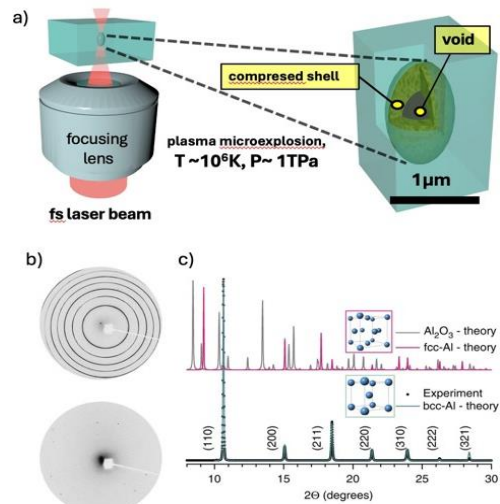 a)
void
compresed shell
focusing
lens
plasma microexplosion,
T ~10⁶K, P~ 1TPa
fs laser beam
1µm
b)
c)
Al₂O₃ - theory
fcc-Al - theory
Experiment
bcc-Al - theory
(110)
(200)
(211)
(220)
(310)
(222)
(321)
10 15 20 25 30
2Θ (degrees)